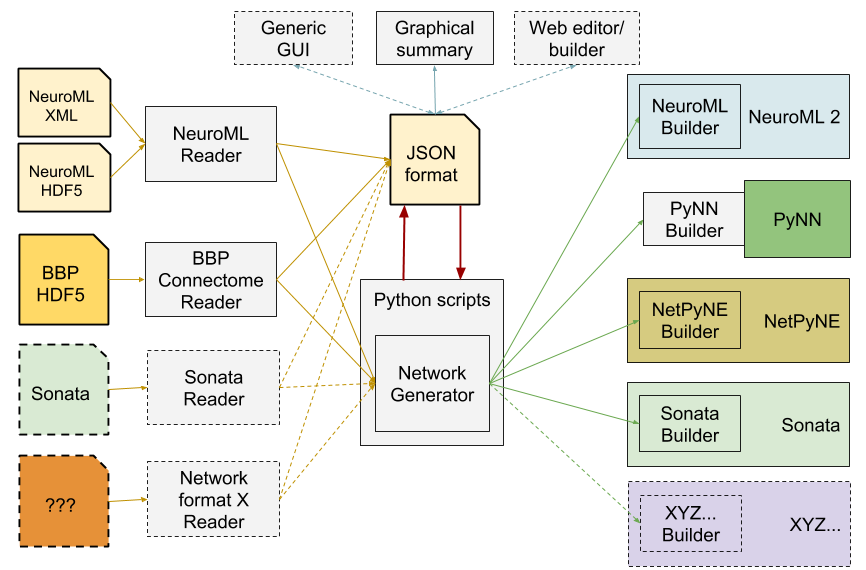 Generic
GUI
Graphical
summary
Web editor/
builder
NeuroML
XML
NeuroML
HDF5
NeuroML
Reader
JSON
format
NeuroML
Builder
NeuroML 2
PyNN
Builder
PyNN
BBP
HDF5
BBP
Connectome
Reader
Python scripts
Network
Generator
NetPyNE
Builder
NetPyNE
Sonata
Sonata
Reader
Sonata
Builder
Sonata
???
Network
format X
Reader
XYZ...
Builder
XYZ...